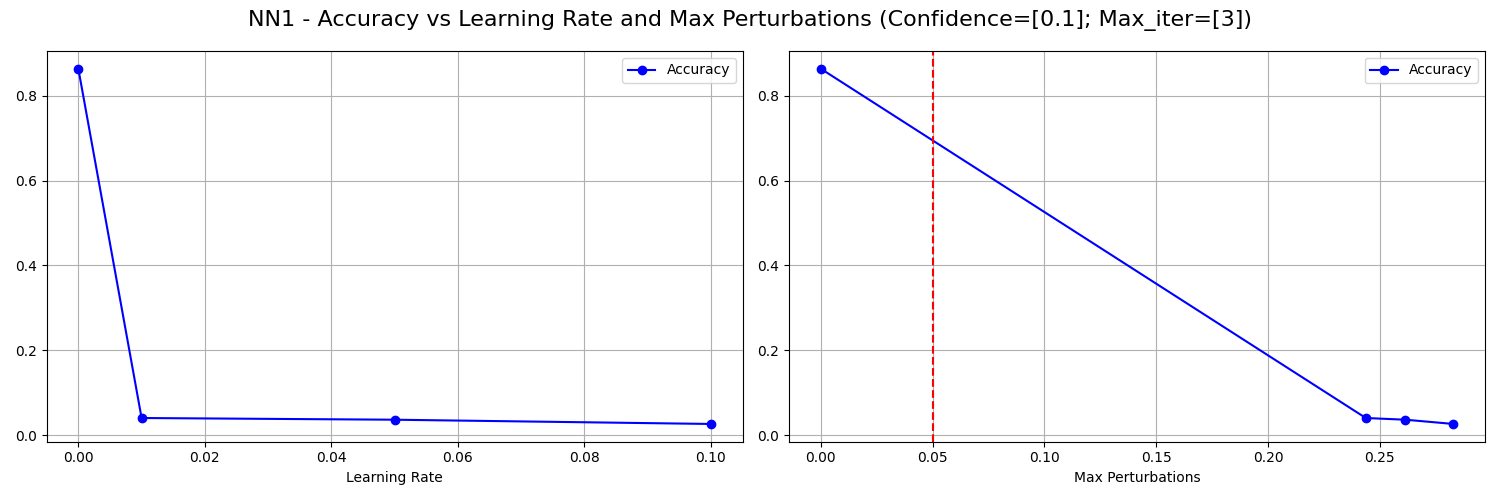 NN1 - Accuracy vs Learning Rate and Max Perturbations (Confidence=[0.1]; Max_iter=[3])
Accuracy
0.8
0.6
0.4
0.2
0.0
0.00 0.02 0.04 0.06 0.08 0.10
Learning Rate
Accuracy
0.8
0.6
0.4
0.2
0.0
0.00 0.05 0.10 0.15 0.20 0.25
Max Perturbations